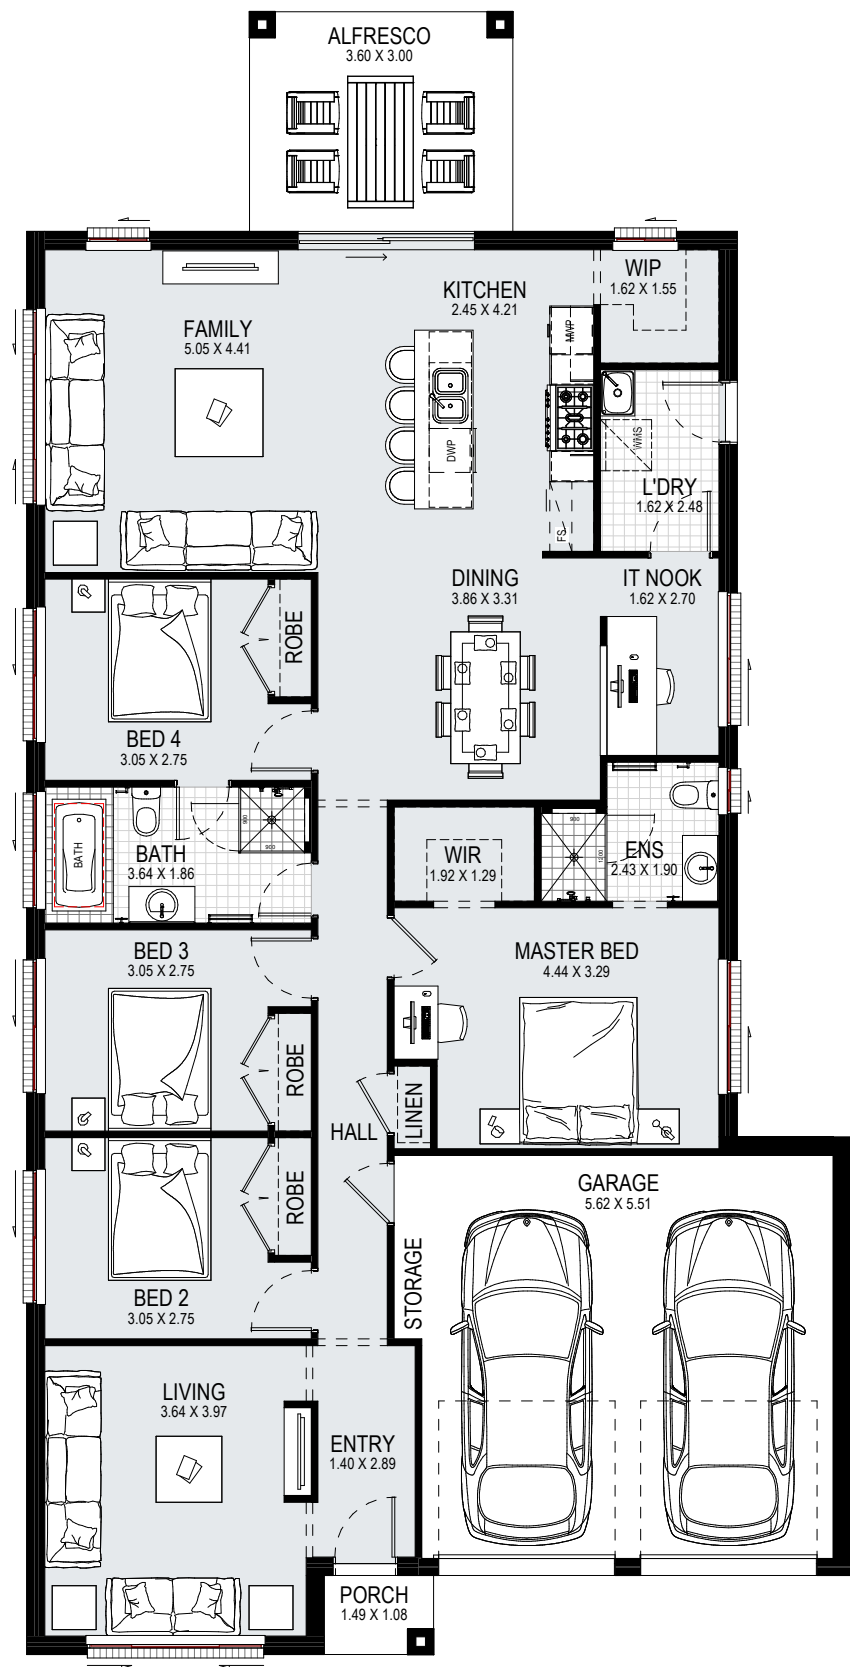 ALFRESCO
3.60 X 3.00
WIP
1.62 X 1.55
KITCHEN
2.45 X 4.21
FAMILY
5.05 X 4.41
MWP
DWP
WMS
L'DRY
1.62 X 2.48
FS
DINING
3.86 X 3.31
IT NOOK
1.62 X 2.70
ROBE
BED 4
3.05 X 2.75
BATH
BATH
3.64 X 1.86
900
900
WIR
1.92 X 1.29
900
1200
ENS
2.43 X 1.90
BED 3
3.05 X 2.75
MASTER BED
4.44 X 3.29
ROBE
LINEN
HALL
ROBE
GARAGE
5.62 X 5.51
STORAGE
BED 2
3.05 X 2.75
LIVING
3.64 X 3.97
ENTRY
1.40 X 2.89
PORCH
1.49 X 1.08